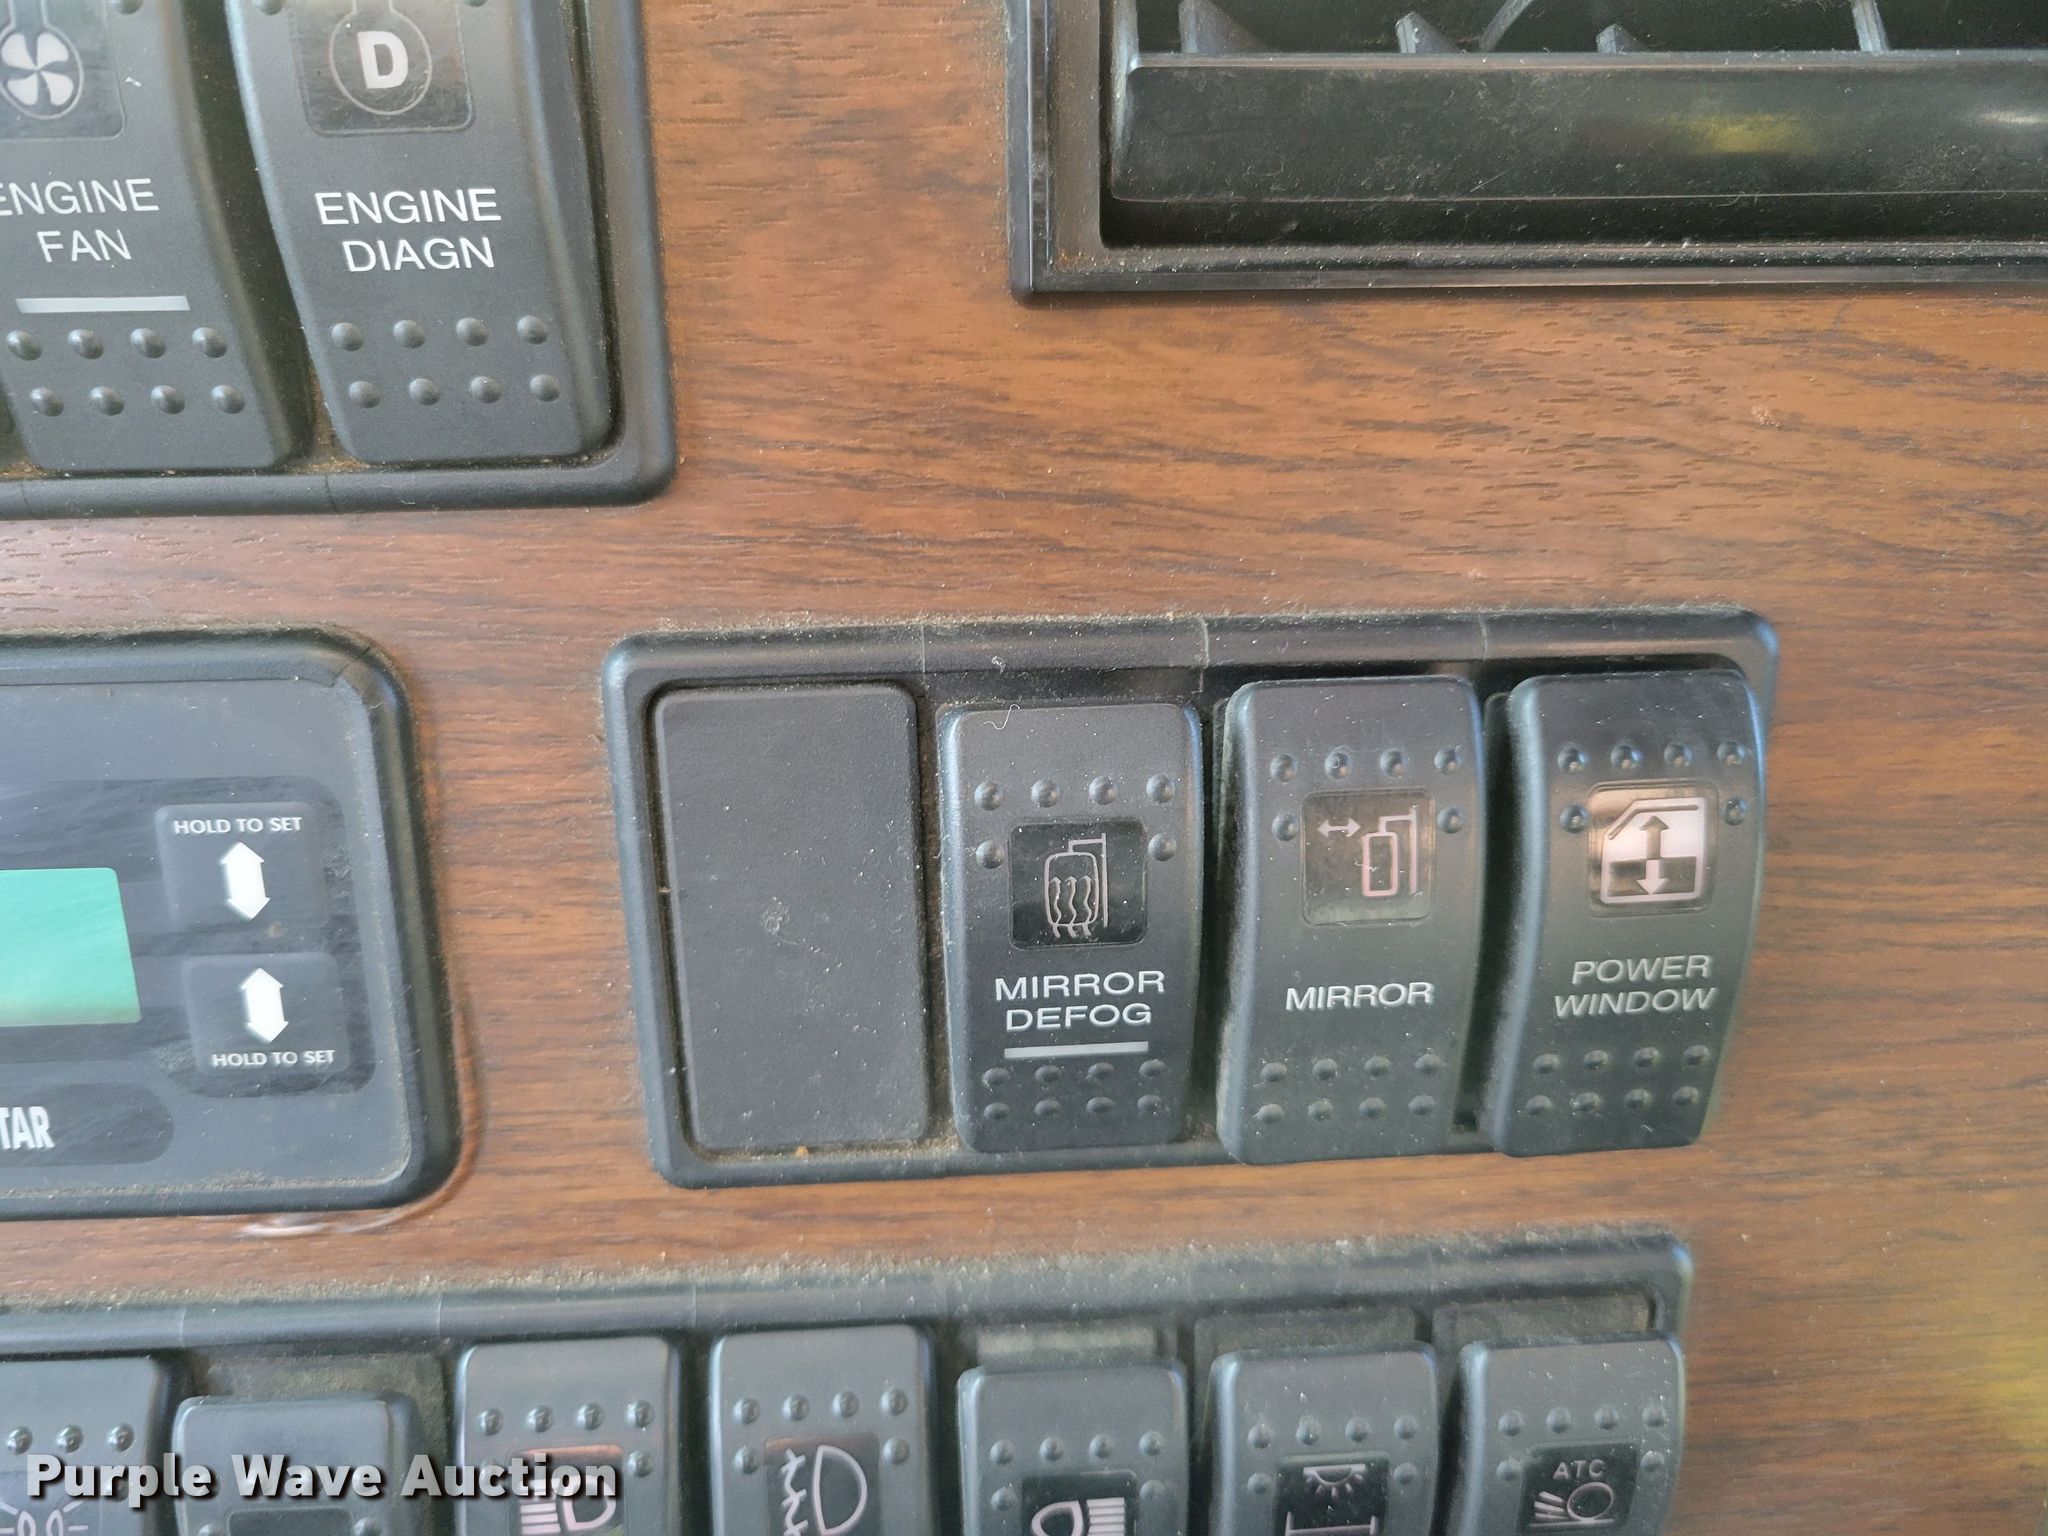 D
ENGINE
FAN
ENGINE
DIAGN
HOLD TO SET
HOLD TO SET
TAR
MIRROR
DEFOG
MIRROR
POWER
WINDOW
ATC
Purple Wave Auction